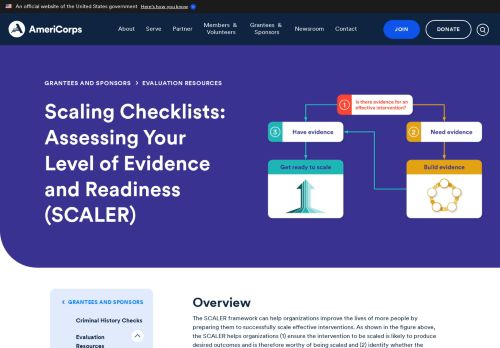 An official website of the United States government Here's how you know
AmeriCorps
About Serve Partner Members & Volunteers Grantees & Sponsors Newsroom Contact
JOIN
DONATE
GRANTEES AND SPONSORS > EVALUATION RESOURCES
Scaling Checklists:
Assessing Your
Level of Evidence
and Readiness
(SCALER)
1 Is there evidence for an
effective intervention?
3 Have evidence
2 Need evidence
Get ready to scale
Build evidence
< GRANTEES AND SPONSORS
Criminal History Checks
Evaluation
Resources
Overview
The SCALER framework can help organizations improve the lives of more people by
preparing them to successfully scale effective interventions. As shown in the figure above,
the SCALER helps organizations (1) ensure the intervention to be scaled is likely to produce
desired outcomes and is therefore worthy of being scaled and (2) identify whether the